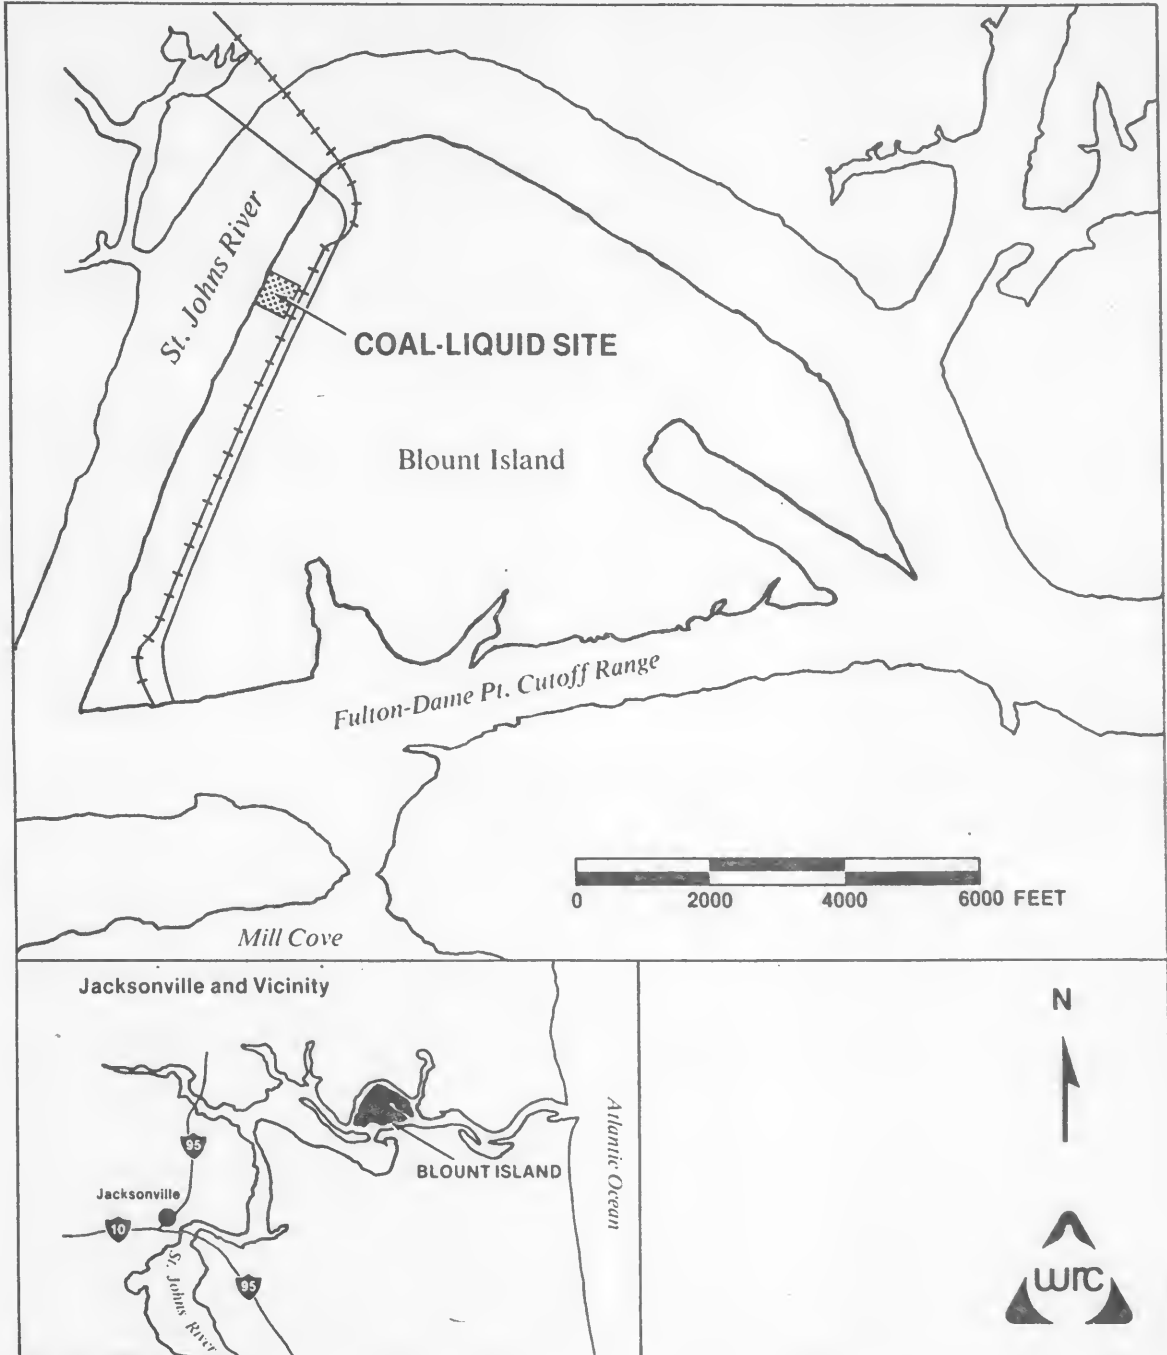 St. Johns River
COAL-LIQUID SITE
Blount Island
Fulton-Dame Pt. Cutoff Range
0 2000 4000 6000 FEET
Mill Cove
Jacksonville and Vicinity
N
95
Atlantic Ocean
BLOUNT ISLAND
Jacksonville
10
St. Johns River
95
wrc